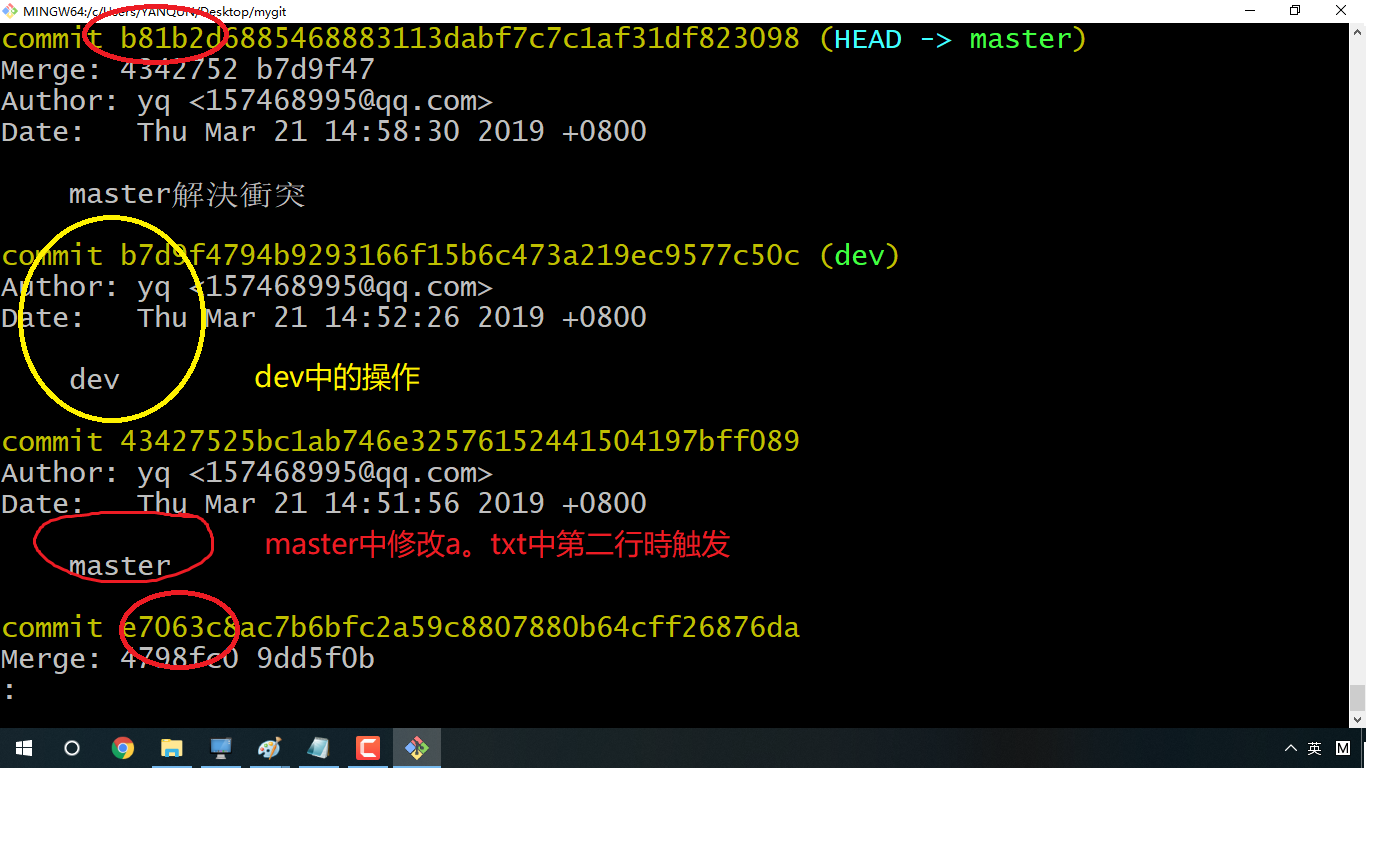 MINGW64:/c/Users/YANQUN/Desktop/mygit
commit b81b2d6885468883113dabf7c7c1af31df823098 (HEAD -> master)
Merge: 4342752 b7d9f47
Author: yq <157468995@qq.com>
Date:   Thu Mar 21 14:58:30 2019 +0800
master解決衝突
commit b7d9f4794b9293166f15b6c473a219ec9577c50c (dev)
Author: yq <157468995@qq.com>
Date:   Thu Mar 21 14:52:26 2019 +0800
dev
dev中的操作
commit 43427525bc1ab746e32576152441504197bff089
Author: yq <157468995@qq.com>
Date:   Thu Mar 21 14:51:56 2019 +0800
master中修改a。txt中第二行時触发
master
commit e7063c8ac7b6bfc2a59c8807880b64cff26876da
Merge: 4798fc0 9dd5f0b
:
英 M